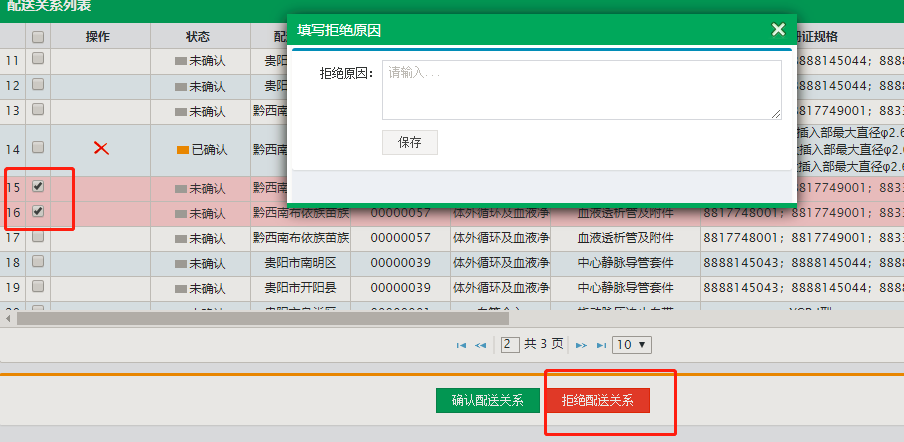 配送关系列表
操作 状态 配 册证规格
填写拒绝原因
拒绝原因: 请输入...
保存
11 未确认 贵阳 8888145044; 8888
12 未确认 贵阳 8888145044; 8888
13 未确认 黔西南 8817749001; 8833
14 已确认 黔西南
插入部最大直径φ2.6
插入部最大直径φ2.6
插入部最大直径φ2.6
15 未确认 黔西南 8817749001; 8833
16 未确认 黔西南布依族苗族 00000057 体外循环及血液净 血液透析管及附件 8817748001; 8817749001; 8833
17 未确认 黔西南布依族苗族 00000057 体外循环及血液净 血液透析管及附件 8817748001; 8817749001; 8833
18 未确认 贵阳市南明区 00000039 体外循环及血液净 中心静脉导管套件 8888145043; 8888145044; 8888
19 未确认 贵阳市开阳县 00000039 体外循环及血液净 中心静脉导管套件 8888145043; 8888145044; 8888
2 共 3 页 10
确认配送关系 拒绝配送关系